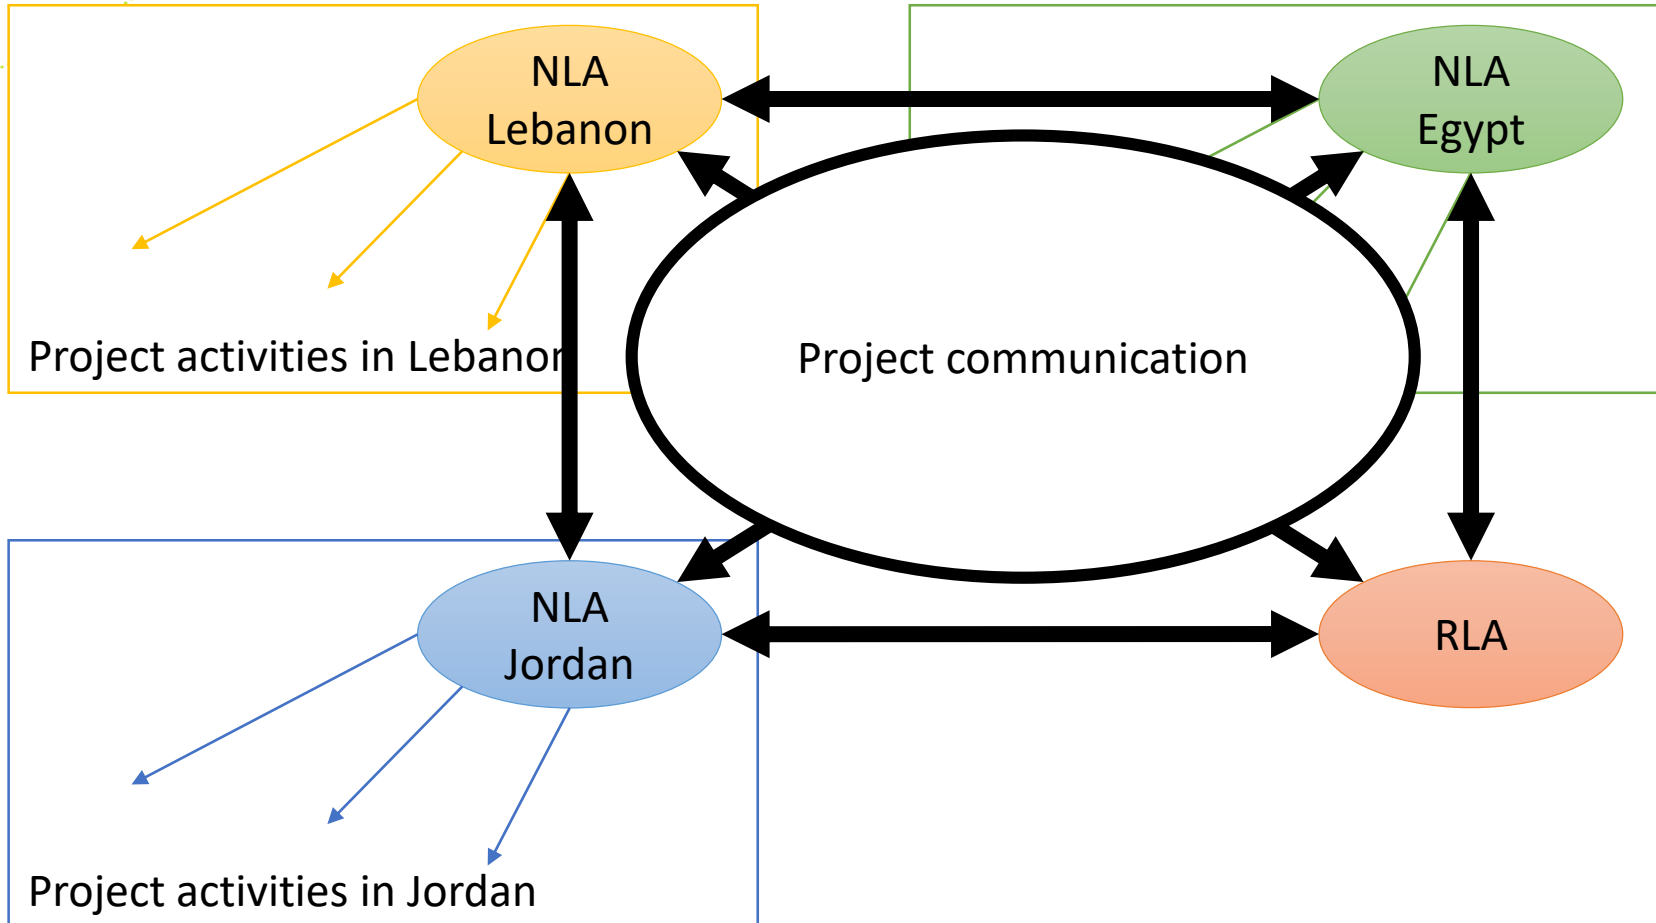 NLA
Lebanon
NLA
Egypt
Project activities in Lebanon
Project communication
NLA
Jordan
RLA
Project activities in Jordan